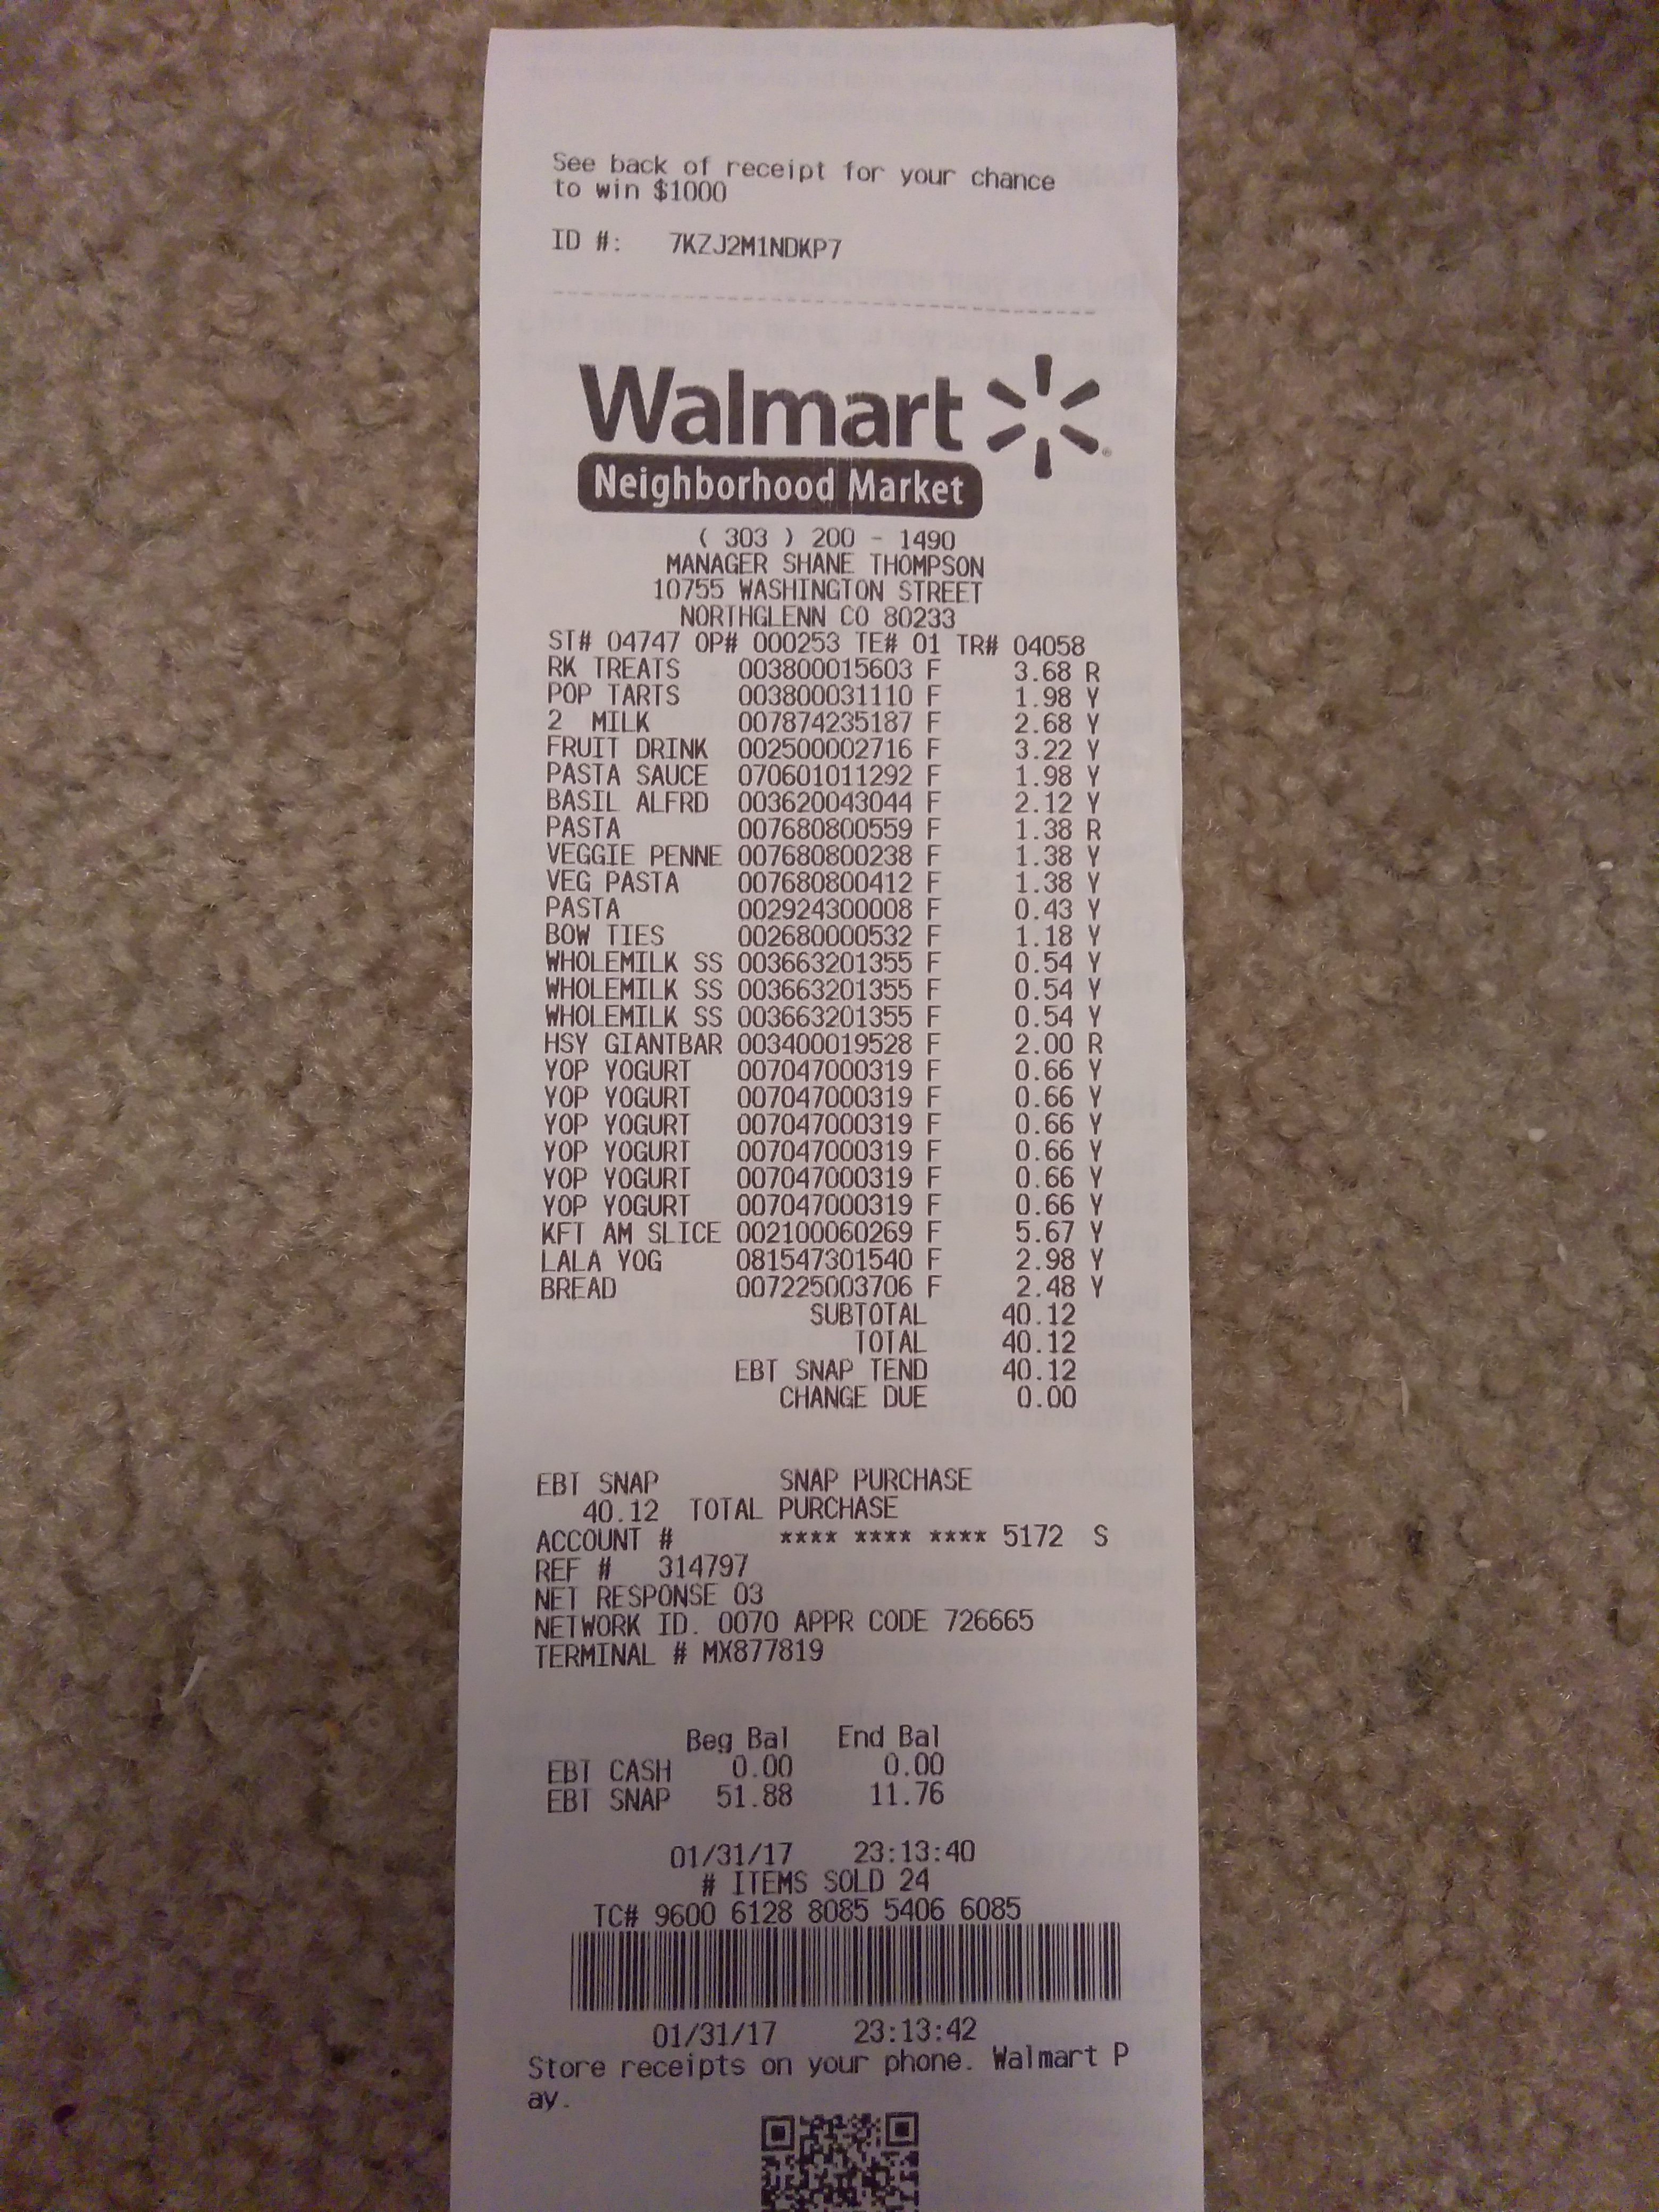 See back of receipt for your chance
to win $1000
ID #: 7KZJ2M1NDKP7
Walmart
Neighborhood Market
( 303 ) 200 - 1490
MANAGER SHANE THOMPSON
10755 WASHINGTON STREET
NORTHGLENN CO 80233
ST# 04747 OP# 000253 TE# 01 TR# 04058
RK TREATS 003800015603 F 3.68 R
POP TARTS 003800031110 F 1.98 Y
2 MILK 007874235187 F 2.68 Y
FRUIT DRINK 002500002716 F 3.22 Y
PASTA SAUCE 070601011292 F 1.98 Y
BASIL ALFRD 003620043044 F 2.12 Y
PASTA 007680800559 F 1.38 R
VEGGIE PENNE 007680800238 F 1.38 Y
VEG PASTA 007680800412 F 1.38 Y
PASTA 002924300008 F 0.43 Y
BOW TIES 002680000532 F 1.18 Y
WHOLEMILK SS 003663201355 F 0.54 Y
WHOLEMILK SS 003663201355 F 0.54 Y
WHOLEMILK SS 003663201355 F 0.54 Y
HSY GIANTBAR 003400019528 F 2.00 R
YOP YOGURT 007047000319 F 0.66 Y
YOP YOGURT 007047000319 F 0.66 Y
YOP YOGURT 007047000319 F 0.66 Y
YOP YOGURT 007047000319 F 0.66 Y
YOP YOGURT 007047000319 F 0.66 Y
YOP YOGURT 007047000319 F 0.66 Y
KFT AM SLICE 002100060269 F 5.67 Y
LALA YOG 081547301540 F 2.98 Y
BREAD 007225003706 F 2.48 Y
SUBTOTAL 40.12
TOTAL 40.12
EBT SNAP TEND 40.12
CHANGE DUE 0.00
EBT SNAP SNAP PURCHASE
40.12 TOTAL PURCHASE
ACCOUNT # **** **** **** 5172 S
REF # 314797
NET RESPONSE 03
NETWORK ID. 0070 APPR CODE 726665
TERMINAL # MX877819
Beg Bal End Bal
EBT CASH 0.00 0.00
EBT SNAP 51.88 11.76
01/31/17 23:13:40
# ITEMS SOLD 24
TC# 9600 6128 8085 5406 6085
01/31/17 23:13:42
Store receipts on your phone. Walmart P
ay.